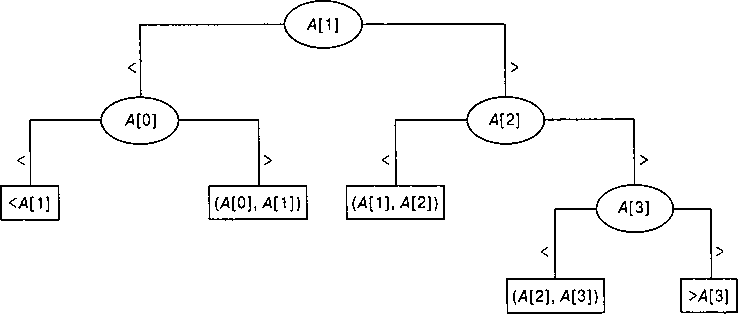 A[1]
< >
A[0] A[2]
< > < >
<A[1] (A[0], A[1]) (A[1], A[2]) A[3]
< >
(A[2], A[3]) >A[3]